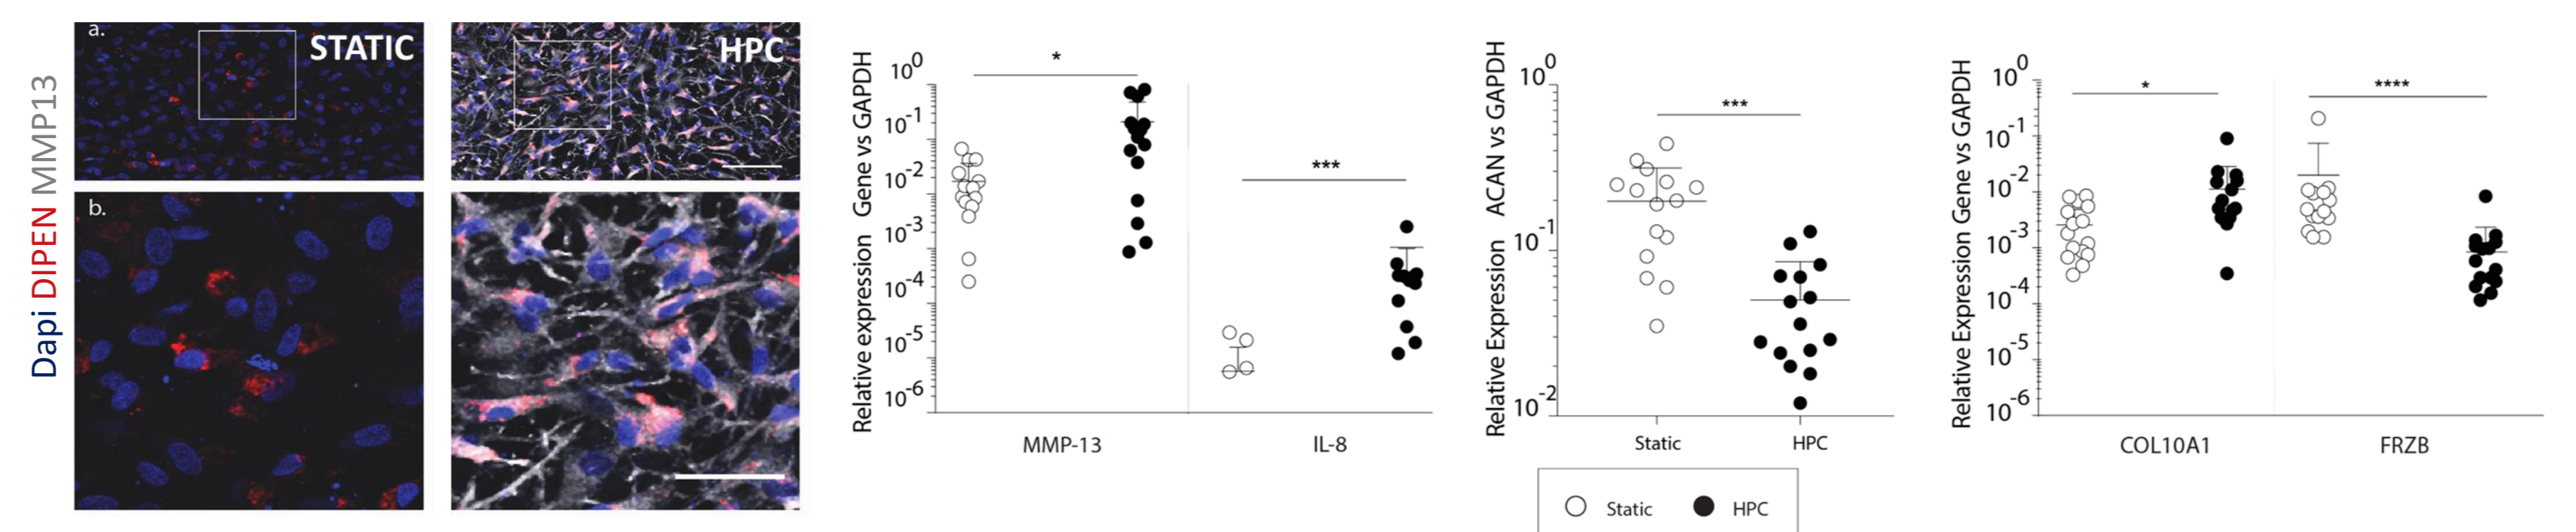 Dapi DIPEN MMP13
a.
STATIC
HPC
b.
Relative expression Gene vs GAPDH
10^0
10^-1
10^-2
10^-3
10^-4
10^-5
10^-6
*
***
MMP-13
IL-8
Relative Expression ACAN vs GAPDH
10^0
10^-1
10^-2
***
Static
HPC
Static
HPC
Relative Expression Gene vs GAPDH
10^0
10^-1
10^-2
10^-3
10^-4
10^-5
10^-6
*
****
COL10A1
FRZB